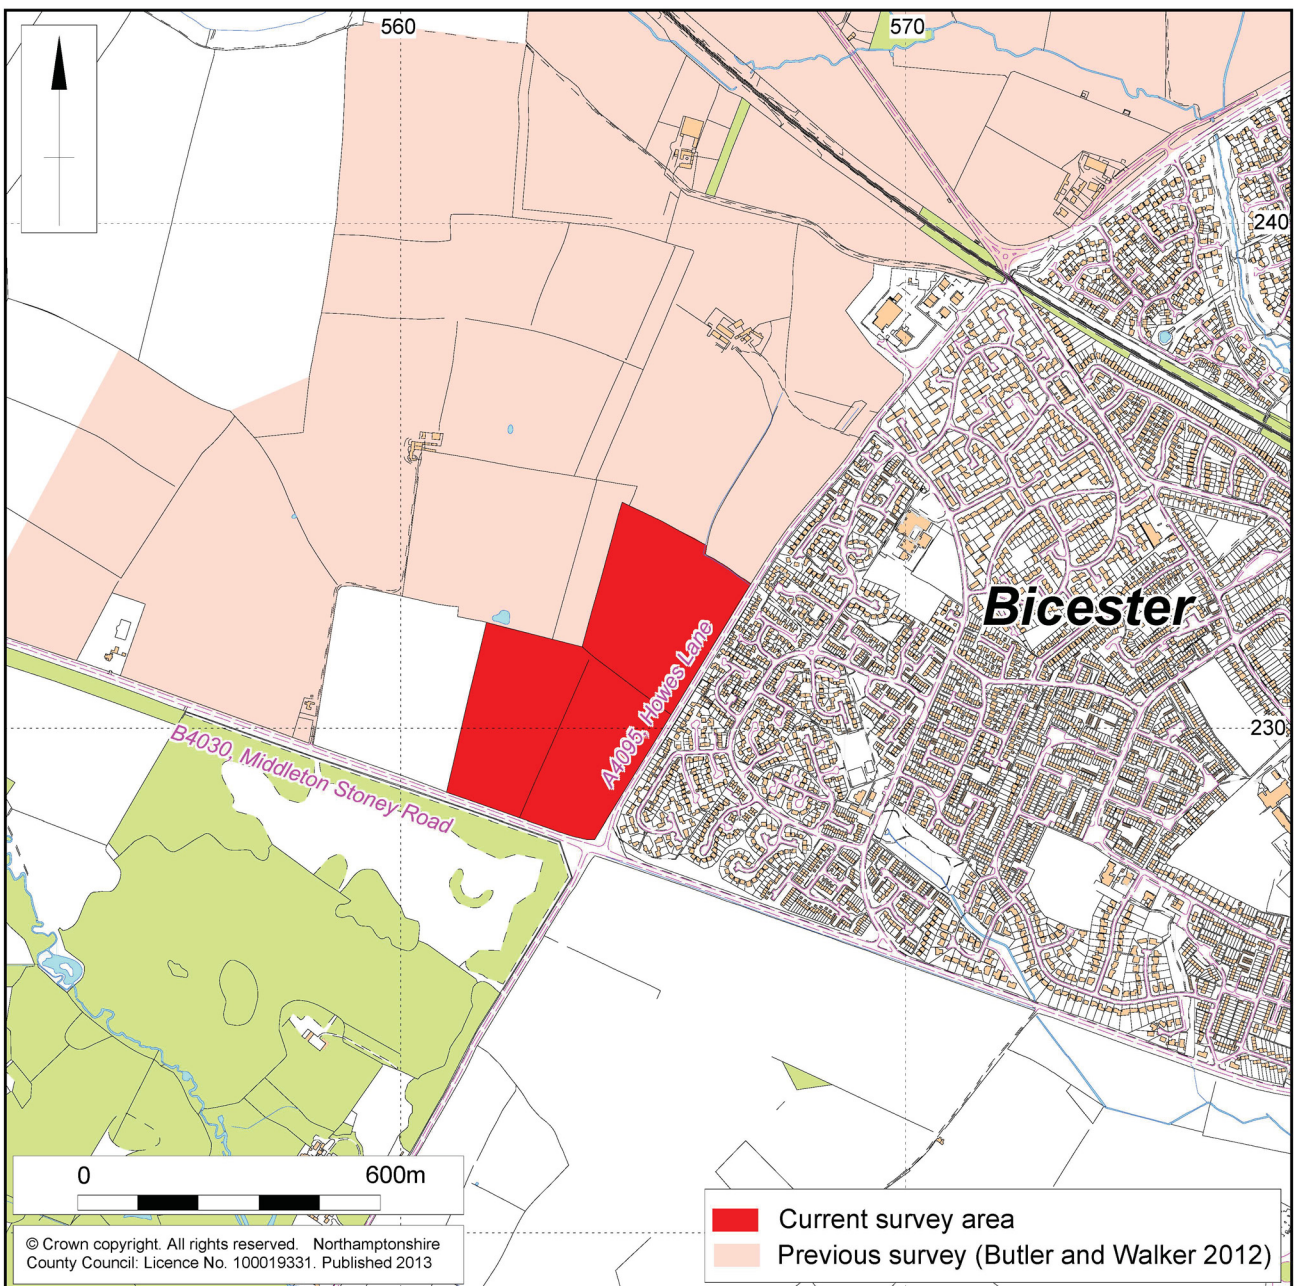 560
570
240
Bicester
A4095, Howes Lane
230
B4030, Middleton Stoney Road
0 600m
Current survey area
Previous survey (Butler and Walker 2012)
© Crown copyright. All rights reserved. Northamptonshire
County Council: Licence No. 100019331. Published 2013